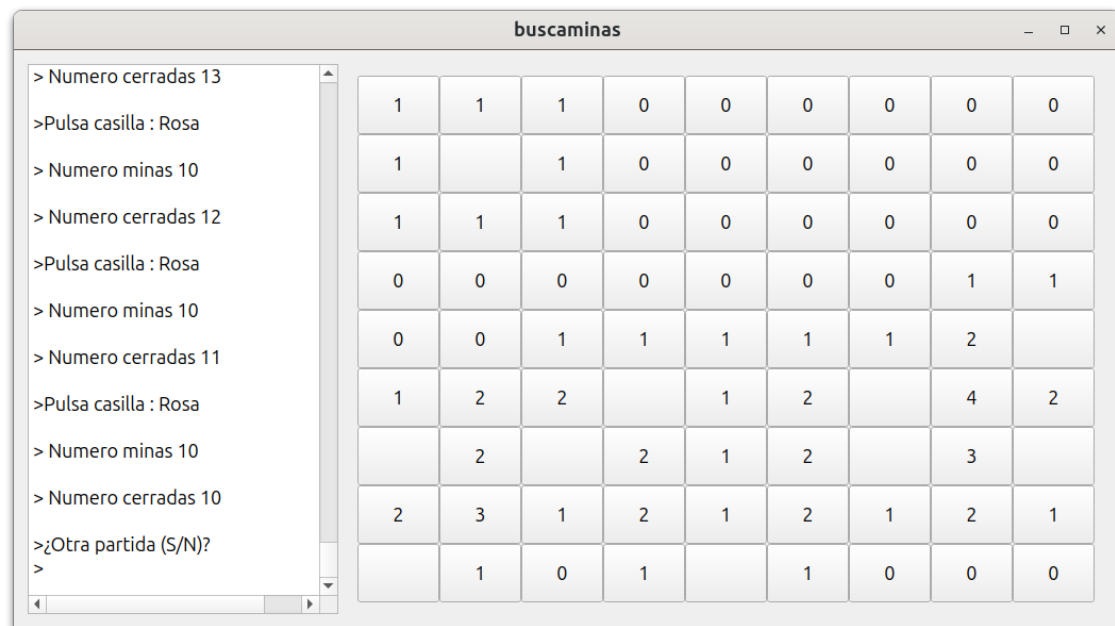 buscaminas
> Numero cerradas 13
>Pulsa casilla : Rosa
> Numero minas 10
> Numero cerradas 12
>Pulsa casilla : Rosa
> Numero minas 10
> Numero cerradas 11
>Pulsa casilla : Rosa
> Numero minas 10
> Numero cerradas 10
>¿Otra partida (S/N)?
>
1 1 1 0 0 0 0 0 0
1 1 0 0 0 0 0 0
1 1 1 0 0 0 0 0 0
0 0 0 0 0 0 0 1 1
0 0 1 1 1 1 1 2
1 2 2 1 2 4 2
2 2 1 2 3
2 3 1 2 1 2 1 2 1
1 0 1 1 0 0 0